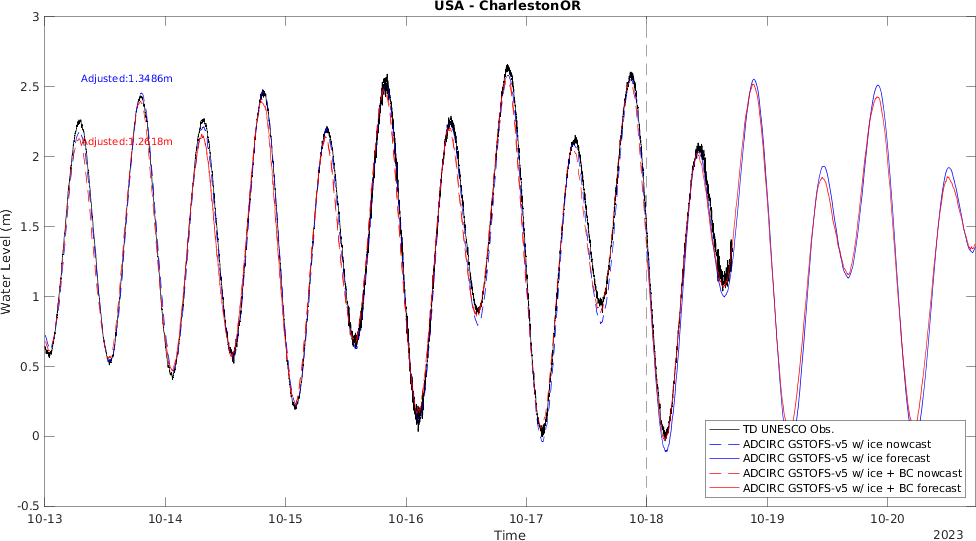 USA - CharlestonOR
3
2.5
2
1.5
1
0.5
0
-0.5
Water Level (m)
Adjusted:1.3486m
Adjusted:1.2618m
TD UNESCO Obs.
ADCIRC GSTOFS-v5 w/ ice nowcast
ADCIRC GSTOFS-v5 w/ ice forecast
ADCIRC GSTOFS-v5 w/ ice + BC nowcast
ADCIRC GSTOFS-v5 w/ ice + BC forecast
10-13 10-14 10-15 10-16 10-17 10-18 10-19 10-20
Time
2023